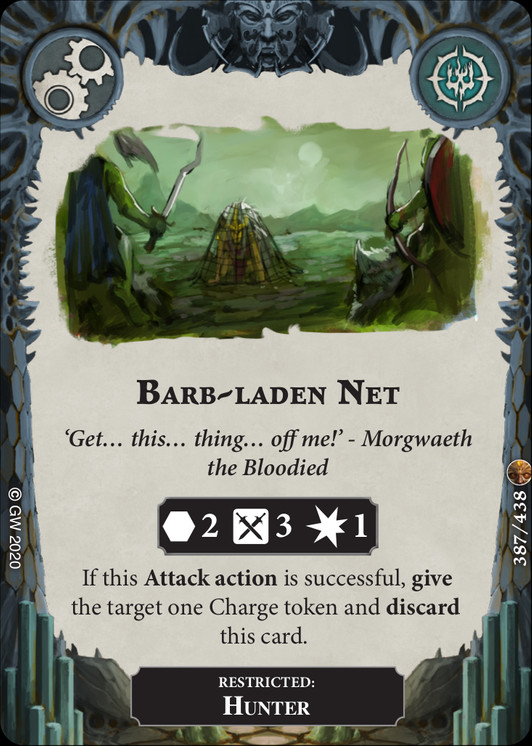 Barb-laden Net
‘Get… this… thing… off me!’ - Morgwaeth
the Bloodied
2 3 1
If this Attack action is successful, give
the target one Charge token and discard
this card.
RESTRICTED:
Hunter
© GW 2020
387/438